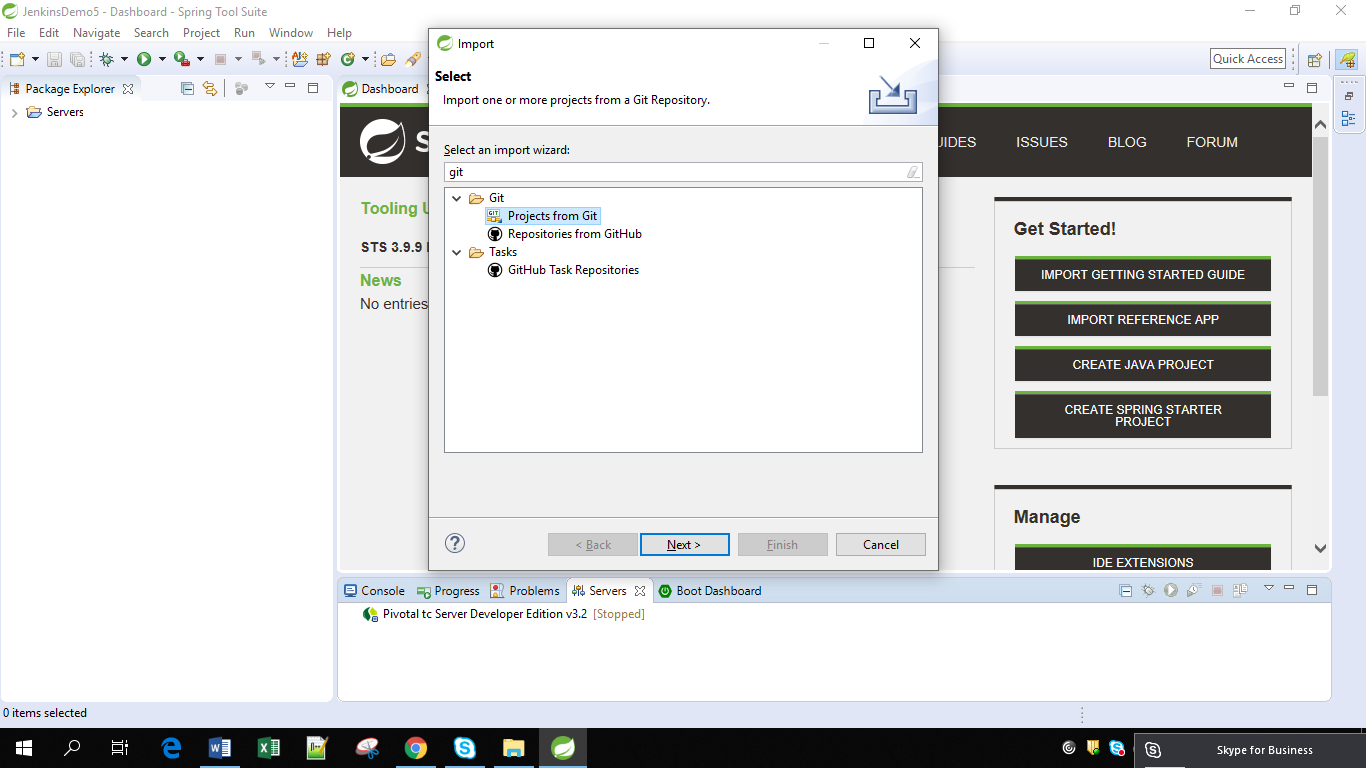 JenkinsDemo5 - Dashboard - Spring Tool Suite
File Edit Navigate Search Project Run Window Help
Quick Access
Package Explorer
Servers
Dashboard
Import
Select
Import one or more projects from a Git Repository.
Select an import wizard:
git
Git
Projects from Git
Repositories from GitHub
Tasks
GitHub Task Repositories
< Back Next > Finish Cancel
S
UIDES ISSUES BLOG FORUM
Tooling
STS 3.9.9
News
No entries
Get Started!
IMPORT GETTING STARTED GUIDE
IMPORT REFERENCE APP
CREATE JAVA PROJECT
CREATE SPRING STARTER
PROJECT
Manage
IDE EXTENSIONS
Console Progress Problems Servers Boot Dashboard
Pivotal tc Server Developer Edition v3.2 [Stopped]
0 items selected
Skype for Business